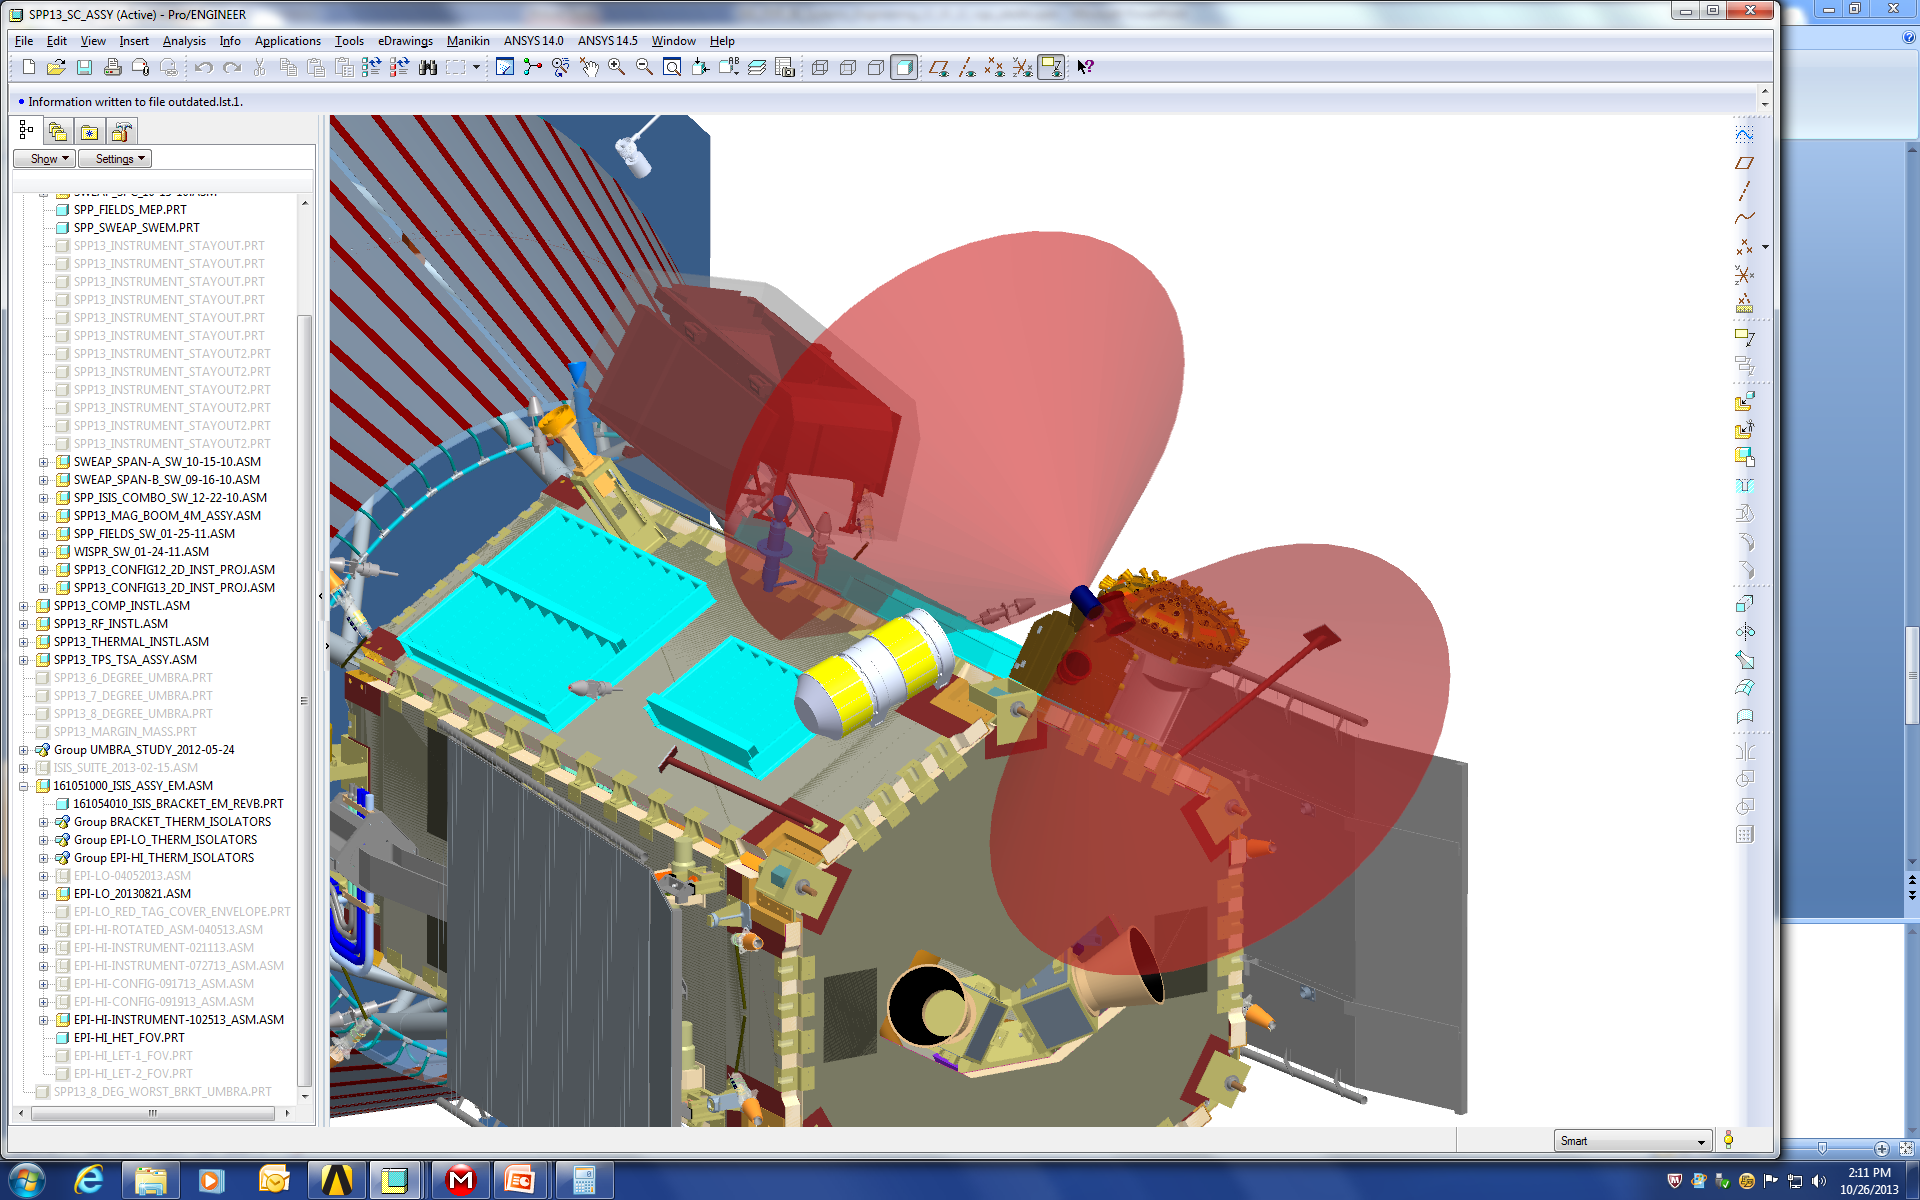 SPP13_SC_ASSY (Active) - Pro/ENGINEER
File Edit View Insert Analysis Info Applications Tools eDrawings Manikin ANSYS 14.0 ANSYS 14.5 Window Help
Information written to file outdated.lst.1.
Show Settings
SWEAP_SPC_10-15-10.ASM
SPP_FIELDS_MEP.PRT
SPP_SWEAP_SWEM.PRT
SPP13_INSTRUMENT_STAYOUT.PRT
SPP13_INSTRUMENT_STAYOUT.PRT
SPP13_INSTRUMENT_STAYOUT.PRT
SPP13_INSTRUMENT_STAYOUT.PRT
SPP13_INSTRUMENT_STAYOUT.PRT
SPP13_INSTRUMENT_STAYOUT.PRT
SPP13_INSTRUMENT_STAYOUT2.PRT
SPP13_INSTRUMENT_STAYOUT2.PRT
SPP13_INSTRUMENT_STAYOUT2.PRT
SPP13_INSTRUMENT_STAYOUT2.PRT
SPP13_INSTRUMENT_STAYOUT2.PRT
SPP13_INSTRUMENT_STAYOUT2.PRT
SWEAP_SPAN-A_SW_10-15-10.ASM
SWEAP_SPAN-B_SW_09-16-10.ASM
SPP_ISIS_COMBO_SW_12-22-10.ASM
SPP13_MAG_BOOM_4M_ASSY.ASM
SPP_FIELDS_SW_01-25-11.ASM
WISPR_SW_01-24-11.ASM
SPP13_CONFIG12_2D_INST_PROJ.ASM
SPP13_CONFIG13_2D_INST_PROJ.ASM
SPP13_COMP_INSTL.ASM
SPP13_RF_INSTL.ASM
SPP13_THERMAL_INSTL.ASM
SPP13_TPS_TSA_ASSY.ASM
SPP13_6_DEGREE_UMBRA.PRT
SPP13_7_DEGREE_UMBRA.PRT
SPP13_8_DEGREE_UMBRA.PRT
SPP13_MARGIN_MASS.PRT
Group UMBRA_STUDY_2012-05-24
ISIS_SUITE_2013-02-15.ASM
161051000_ISIS_ASSY_EM.ASM
161054010_ISIS_BRACKET_EM_REVB.PRT
Group BRACKET_THERM_ISOLATORS
Group EPI-LO_THERM_ISOLATORS
Group EPI-HI_THERM_ISOLATORS
EPI-LO-04052013.ASM
EPI-LO_20130821.ASM
EPI-LO_RED_TAG_COVER_ENVELOPE.PRT
EPI-HI-ROTATED_ASM-040513.ASM
EPI-HI-INSTRUMENT-021113.ASM
EPI-HI-INSTRUMENT-072713_ASM.ASM
EPI-HI-CONFIG-091713_ASM.ASM
EPI-HI-CONFIG-091913_ASM.ASM
EPI-HI-INSTRUMENT-102513_ASM.ASM
EPI-HI_HET_FOV.PRT
EPI-HI_LET-1_FOV.PRT
EPI-HI_LET-2_FOV.PRT
SPP13_8_DEG_WORST_BRKT_UMBRA.PRT
Smart
2:11 PM
10/26/2013